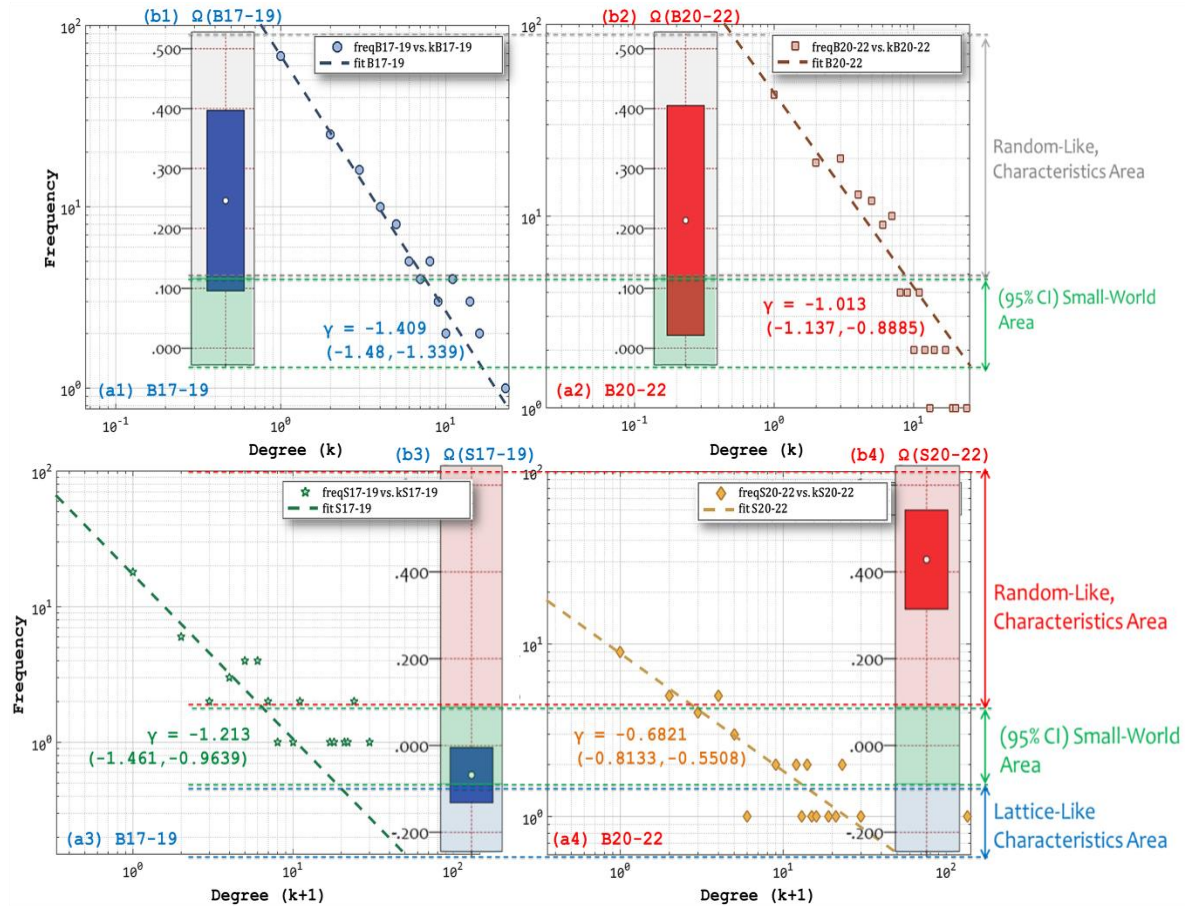 (b1) Ω(B17-19)
(b2) Ω(B20-22)
10²
10²
.500
.500
freqB17-19 vs. kB17-19
fit B17-19
freqB20-22 vs. kB20-22
fit B20-22
.400
.400
Random-Like,
Characteristics Area
.300
.300
Frequency
10¹
10¹
.200
.200
.100
.100
(95% CI) Small-World
Area
γ = -1.409
(-1.48,-1.339)
γ = -1.013
(-1.137,-0.8885)
.000
.000
10⁰
(a1) B17-19
(a2) B20-22
10⁰
10⁻¹
10⁰
10¹
10⁻¹
10⁰
10¹
Degree (k)
Degree (k)
(b3) Ω(S17-19)
(b4) Ω(S20-22)
10²
10²
freqS17-19 vs. kS17-19
fit S17-19
freqS20-22 vs. kS20-22
fit S20-22
.400
.400
Random-Like,
Characteristics Area
Frequency
10¹
10¹
.200
.200
γ = -1.213
(-1.461,-0.9639)
γ = -0.6821
(-0.8133,-0.5508)
(95% CI) Small-World
Area
10⁰
.000
.000
Lattice-Like
Characteristics Area
10⁰
-.200
-.200
(a3) B17-19
(a4) B20-22
10⁰
10¹
10²
10⁰
10¹
10²
Degree (k+1)
Degree (k+1)